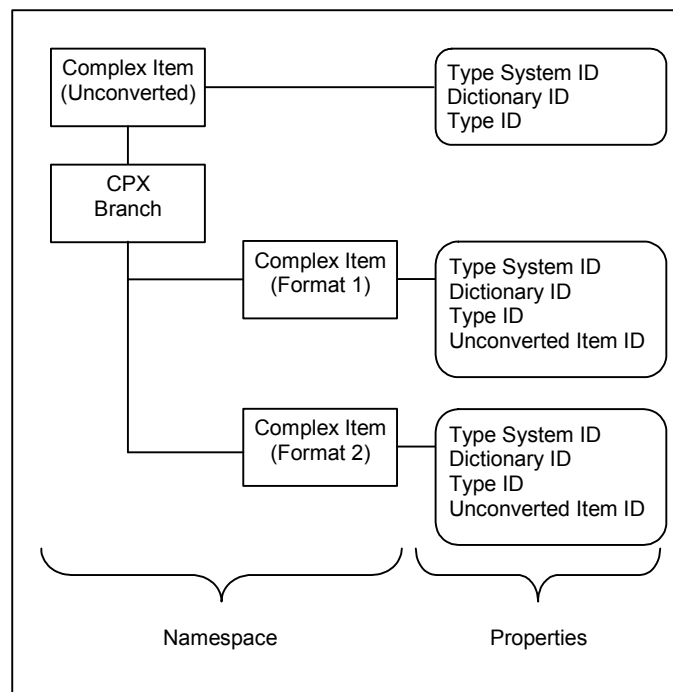 Complex Item
(Unconverted)
Type System ID
Dictionary ID
Type ID
CPX
Branch
Complex Item
(Format 1)
Type System ID
Dictionary ID
Type ID
Unconverted Item ID
Complex Item
(Format 2)
Type System ID
Dictionary ID
Type ID
Unconverted Item ID
Namespace
Properties